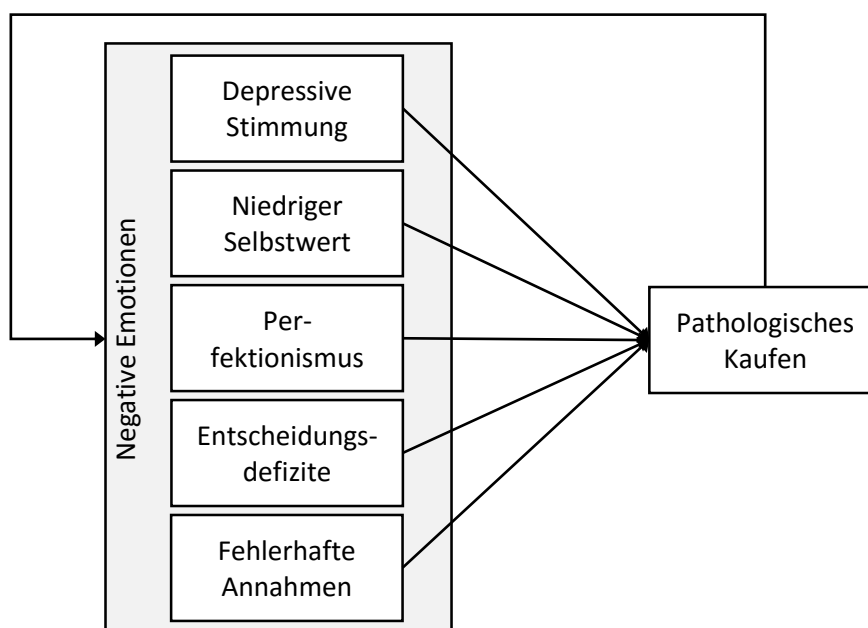 Negative Emotionen
Depressive
Stimmung
Niedriger
Selbstwert
Per-
fektionismus
Entscheidungs-
defizite
Fehlerhafte
Annahmen
Pathologisches
Kaufen